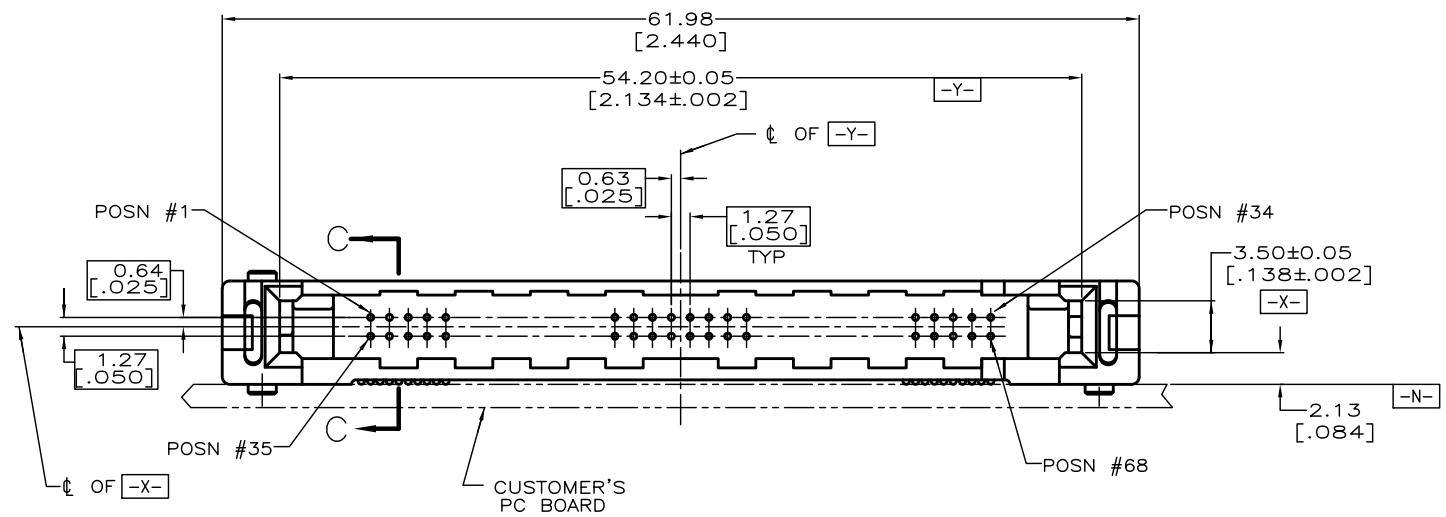 61.98
[2.440]
54.20±0.05
[2.134±.002]
-Y-
℄ OF -Y-
0.63
[.025]
1.27
[.050]
TYP
POSN #1
POSN #34
C
3.50±0.05
[.138±.002]
-X-
0.64
[.025]
1.27
[.050]
-N-
2.13
[.084]
C
POSN #35
POSN #68
℄ OF -X-
CUSTOMER'S
PC BOARD